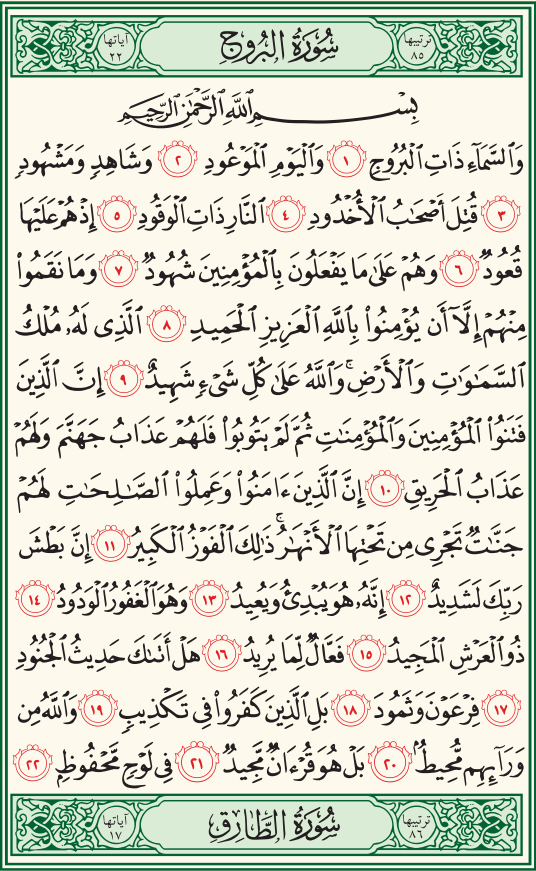 ترتيبها ٨٥ سُورَةُ البُرُوجِ آياتها ٢٢
بِسْمِ ٱللَّهِ ٱلرَّحْمَٰنِ ٱلرَّحِيمِ
وَٱلسَّمَآءِ ذَاتِ ٱلْبُرُوجِ ١ وَٱلْيَوْمِ ٱلْمَوْعُودِ ٢ وَشَاهِدٍ وَمَشْهُودٍ
٣ قُتِلَ أَصْحَٰبُ ٱلْأُخْدُودِ ٤ ٱلنَّارِ ذَاتِ ٱلْوَقُودِ ٥ إِذْ هُمْ عَلَيْهَا
قُعُودٌ ٦ وَهُمْ عَلَىٰ مَا يَفْعَلُونَ بِٱلْمُؤْمِنِينَ شُهُودٌ ٧ وَمَا نَقَمُوا۟
مِنْهُمْ إِلَّآ أَن يُؤْمِنُوا۟ بِٱللَّهِ ٱلْعَزِيزِ ٱلْحَمِيدِ ٨ ٱلَّذِى لَهُۥ مُلْكُ
ٱلسَّمَٰوَٰتِ وَٱلْأَرْضِ ۚ وَٱللَّهُ عَلَىٰ كُلِّ شَىْءٍ شَهِيدٌ ٩ إِنَّ ٱلَّذِينَ
فَتَنُوا۟ ٱلْمُؤْمِنِينَ وَٱلْمُؤْمِنَٰتِ ثُمَّ لَمْ يَتُوبُوا۟ فَلَهُمْ عَذَابُ جَهَنَّمَ وَلَهُمْ
عَذَابُ ٱلْحَرِيقِ ١٠ إِنَّ ٱلَّذِينَ ءَامَنُوا۟ وَعَمِلُوا۟ ٱلصَّٰلِحَٰتِ لَهُمْ
جَنَّٰتٌ تَجْرِى مِن تَحْتِهَا ٱلْأَنْهَٰرُ ۚ ذَٰلِكَ ٱلْفَوْزُ ٱلْكَبِيرُ ١١ إِنَّ بَطْشَ
رَبِّكَ لَشَدِيدٌ ١٢ إِنَّهُۥ هُوَ يُبْدِئُ وَيُعِيدُ ١٣ وَهُوَ ٱلْغَفُورُ ٱلْوَدُودُ ١٤
ذُو ٱلْعَرْشِ ٱلْمَجِيدُ ١٥ فَعَّالٌ لِّمَا يُرِيدُ ١٦ هَلْ أَتَىٰكَ حَدِيثُ ٱلْجُنُودِ
١٧ فِرْعَوْنَ وَثَمُودَ ١٨ بَلِ ٱلَّذِينَ كَفَرُوا۟ فِى تَكْذِيبٍ ١٩ وَٱللَّهُ مِن
وَرَآئِهِم مُّحِيطٌۢ ٢٠ بَلْ هُوَ قُرْءَانٌ مَّجِيدٌ ٢١ فِى لَوْحٍ مَّحْفُوظٍۭ ٢٢
ترتيبها ٨٦ سُورَةُ الطَّارِقِ آياتها ١٧